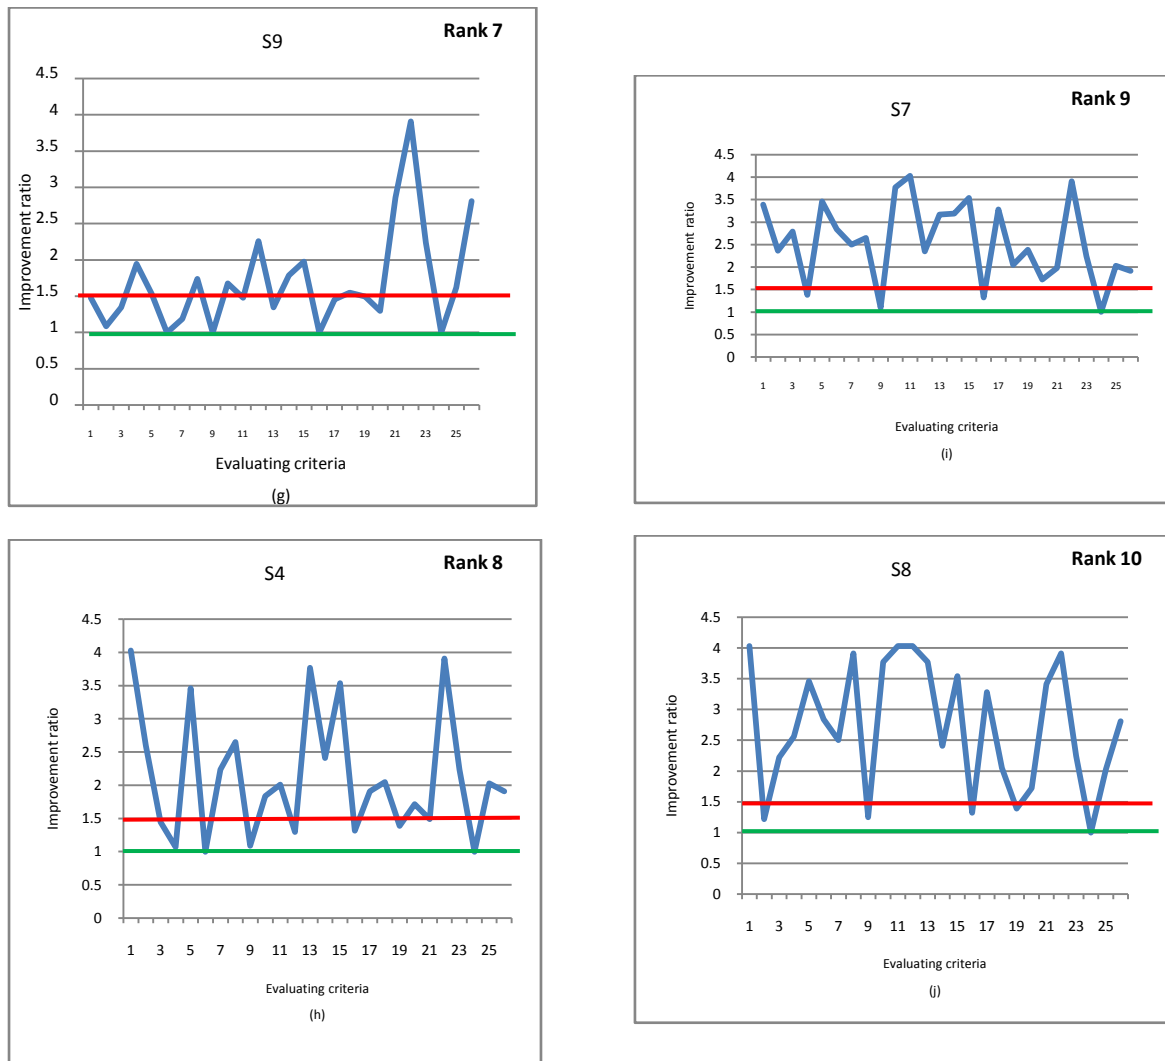 Rank 7
S9
Improvement ratio
4.5
4
3.5
3
2.5
2
1.5
1
0.5
0
1 3 5 7 9 11 13 15 17 19 21 23 25
Evaluating criteria
(g)
Rank 9
S7
Improvement ratio
4.5
4
3.5
3
2.5
2
1.5
1
0.5
0
1 3 5 7 9 11 13 15 17 19 21 23 25
Evaluating criteria
(i)
Rank 8
S4
Improvement ratio
4.5
4
3.5
3
2.5
2
1.5
1
0.5
0
1 3 5 7 9 11 13 15 17 19 21 23 25
Evaluating criteria
(h)
Rank 10
S8
Improvement ratio
4.5
4
3.5
3
2.5
2
1.5
1
0.5
0
1 3 5 7 9 11 13 15 17 19 21 23 25
Evaluating criteria
(j)